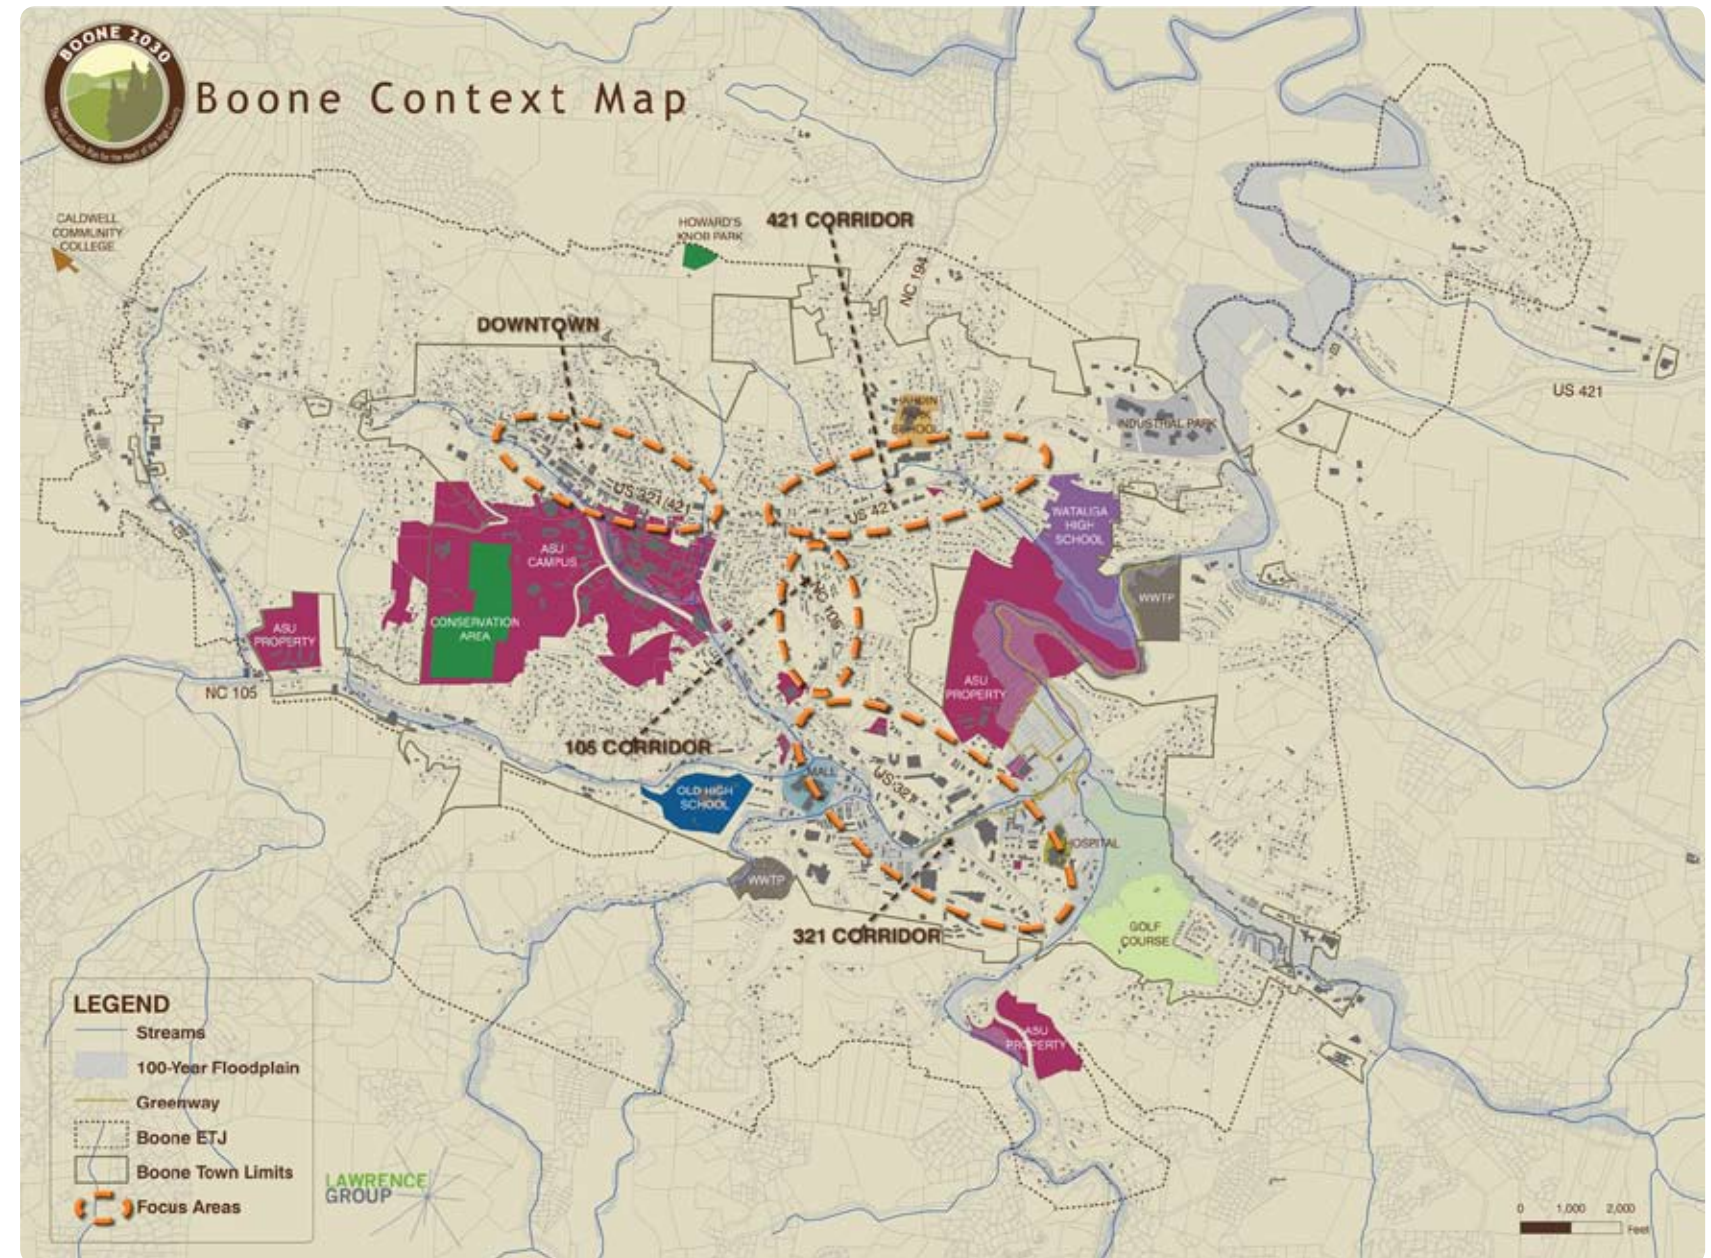 BOONE 2030
Boone Context Map
CALDWELL
COMMUNITY
COLLEGE
HOWARD'S
KNOB PARK
421 CORRIDOR
NC 194
DOWNTOWN
US 421
HARDIN
PARK
SCHOOL
INDUSTRIAL PARK
US 321/421
US 421
WATAUGA
HIGH
SCHOOL
ASU
CAMPUS
NC 105
WWTP
CONSERVATION
AREA
ASU
PROPERTY
ASU
PROPERTY
NC 105
105 CORRIDOR
MALL
US 321
OLD HIGH
SCHOOL
HOSPITAL
WWTP
GOLF
COURSE
321 CORRIDOR
ASU
PROPERTY
LEGEND
Streams
100-Year Floodplain
Greenway
Boone ETJ
Boone Town Limits
Focus Areas
LAWRENCE
GROUP
0 1,000 2,000
Feet